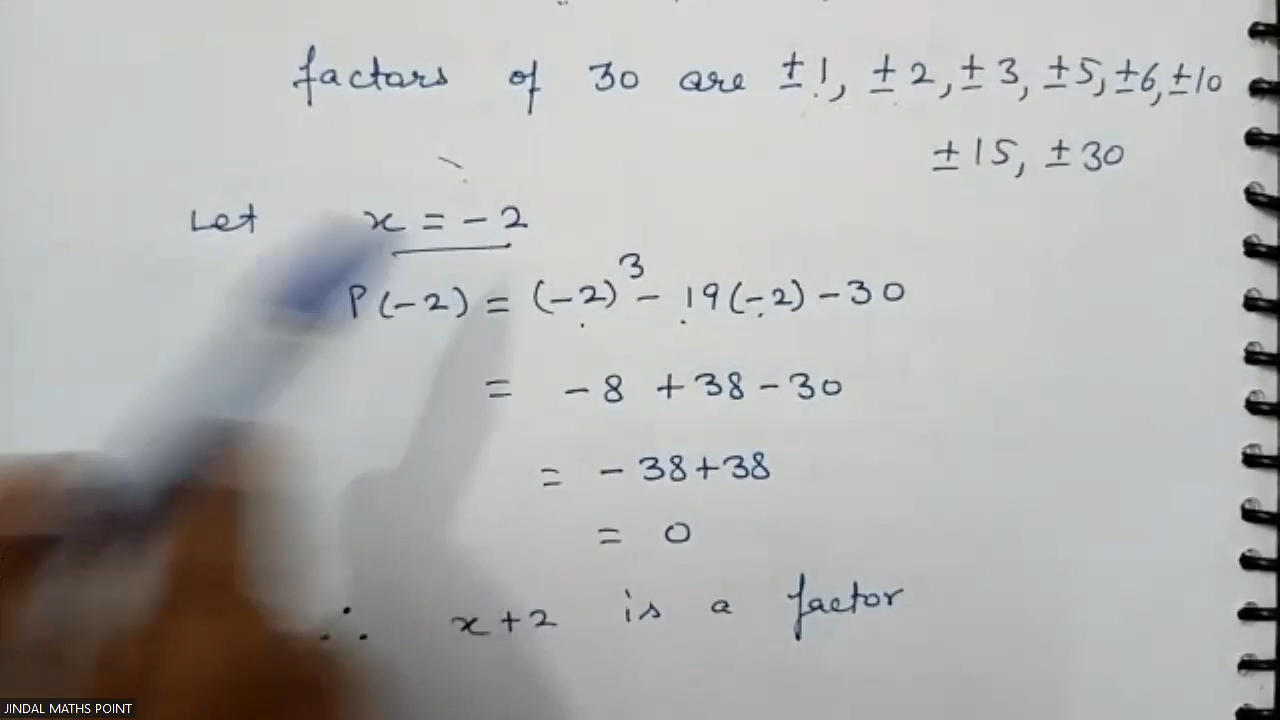 factors of 30 are ±1, ±2, ±3, ±5, ±6, ±10
±15, ±30
Let x = -2
P(-2) = (-2)³ - 19(-2) - 30
= -8 + 38 - 30
= -38 + 38
= 0
∴ x+2 is a factor
JINDAL MATHS POINT